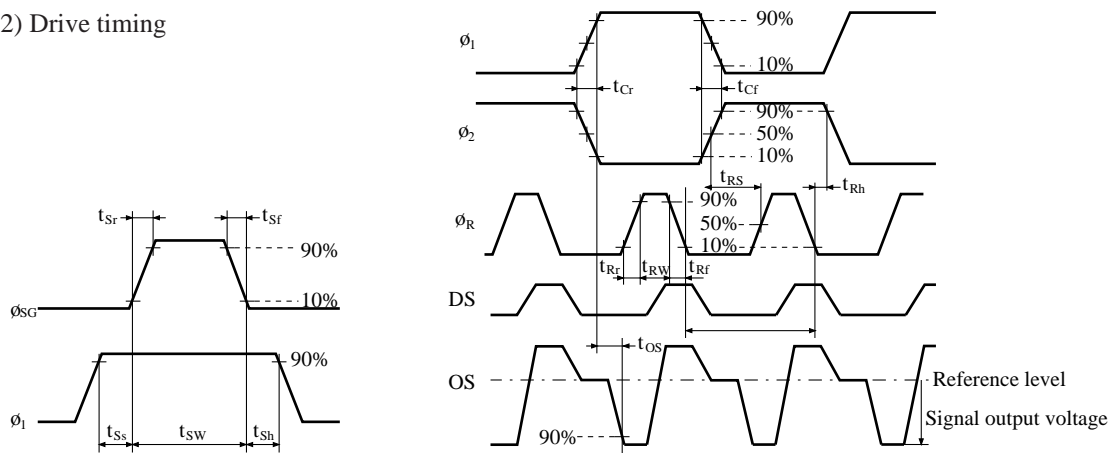 2) Drive timing
ø1
90%
10%
tCr
tCf
ø2
90%
50%
10%
tRS
tRh
øR
90%
50%
10%
tRr
tRW
tRf
DS
tOS
OS
Reference level
Signal output voltage
90%
tSr
tSf
90%
10%
øSG
90%
ø1
tSs
tSW
tSh